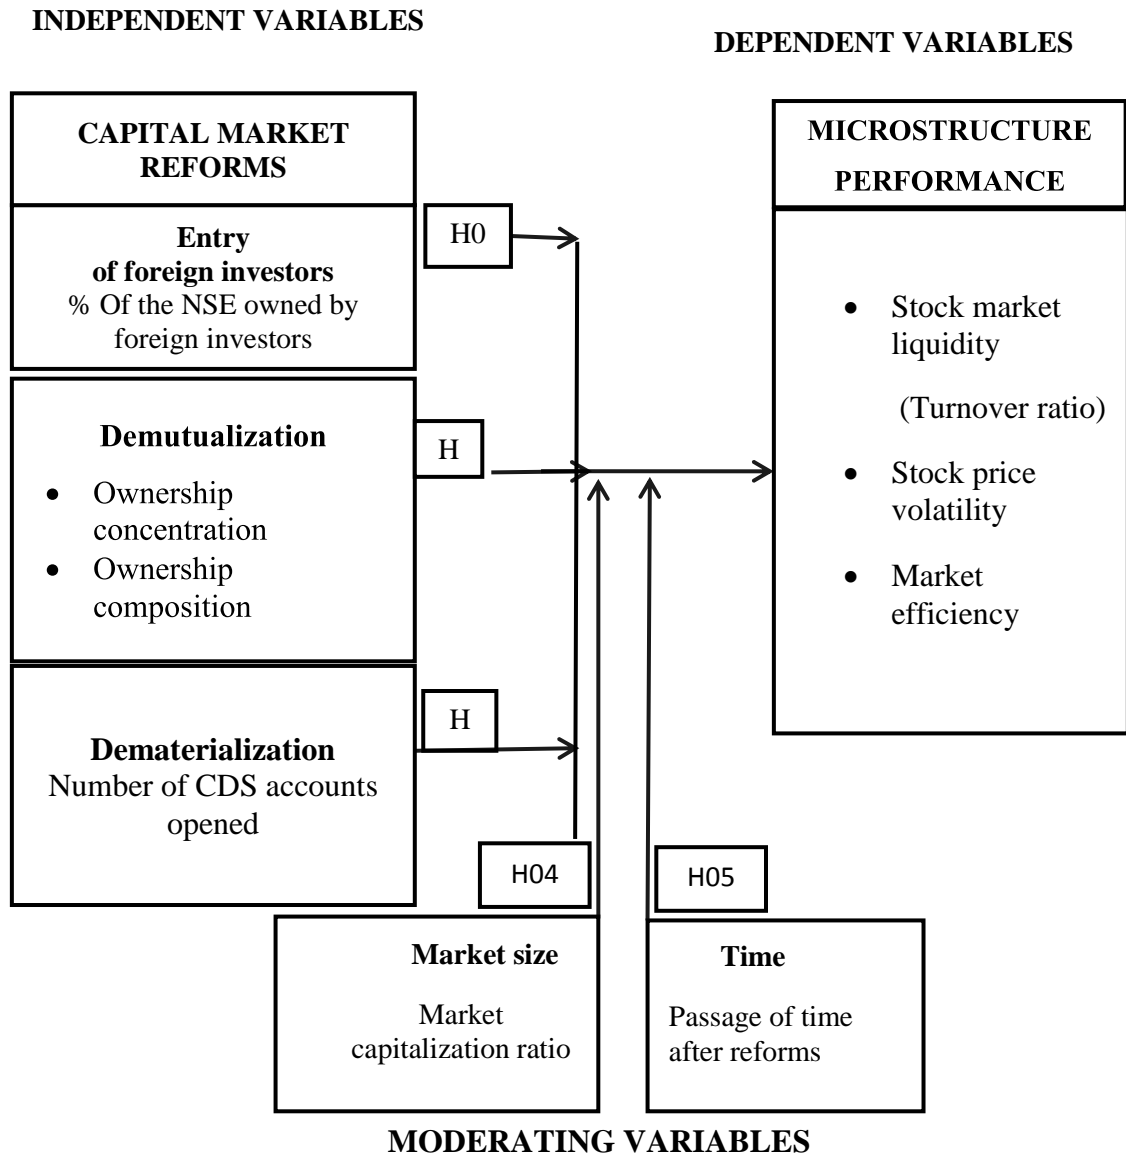 INDEPENDENT VARIABLES
DEPENDENT VARIABLES
CAPITAL MARKET
REFORMS
Entry
of foreign investors
% Of the NSE owned by
foreign investors
H0
Demutualization
• Ownership
concentration
• Ownership
composition
H
Dematerialization
Number of CDS accounts
opened
H
MICROSTRUCTURE
PERFORMANCE
• Stock market
liquidity
(Turnover ratio)
• Stock price
volatility
• Market
efficiency
H04
H05
Market size
Market
capitalization ratio
Time
Passage of time
after reforms
MODERATING VARIABLES